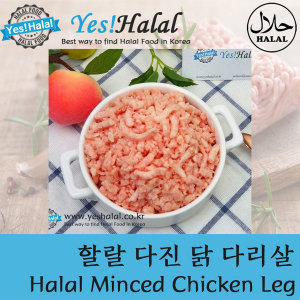 Yes!Halal
Best way to find Halal Food in Korea
HALAL FOOD
Yes!Halal
حلال
HALAL
Yes!Halal
www.yeshalal.co.kr
Best way to find Halal Food in Korea
할랄 다진 닭 다리살
Halal Minced Chicken Leg